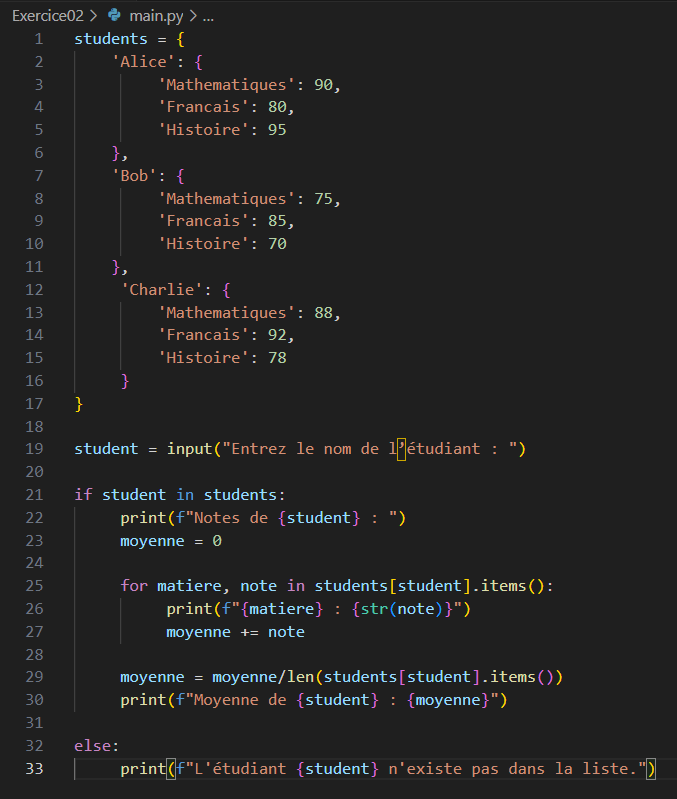 Exercice02 > main.py > ...
1 students = {
2     'Alice': {
3          'Mathematiques': 90,
4          'Francais': 80,
5          'Histoire': 95
6     },
7     'Bob': {
8          'Mathematiques': 75,
9          'Francais': 85,
10          'Histoire': 70
11     },
12      'Charlie': {
13          'Mathematiques': 88,
14          'Francais': 92,
15          'Histoire': 78
16      }
17 }
18
19 student = input("Entrez le nom de l’étudiant : ")
20
21 if student in students:
22      print(f"Notes de {student} : ")
23      moyenne = 0
24
25      for matiere, note in students[student].items():
26           print(f"{matiere} : {str(note)}")
27           moyenne += note
28
29      moyenne = moyenne/len(students[student].items())
30      print(f"Moyenne de {student} : {moyenne}")
31
32 else:
33      print(f"L'étudiant {student} n'existe pas dans la liste.")